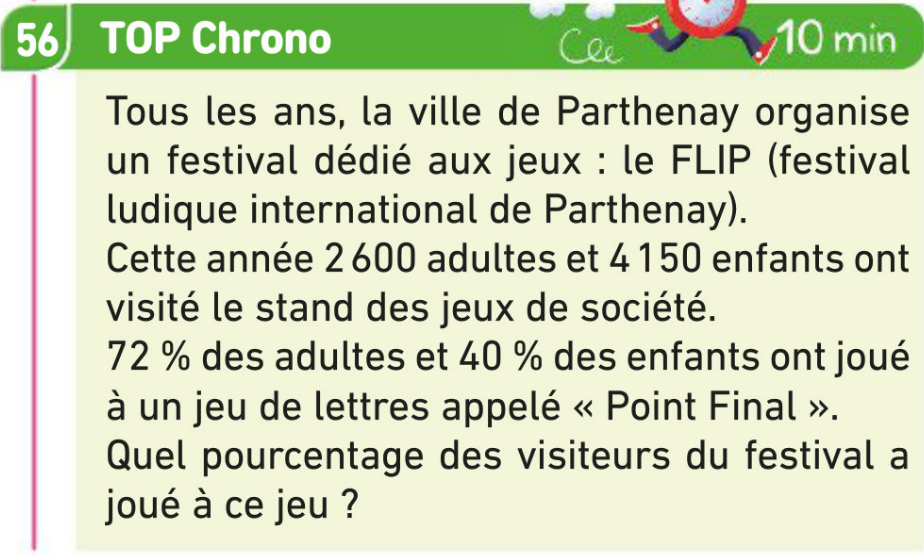 56 TOP Chrono 10 min
Tous les ans, la ville de Parthenay organise
un festival dédié aux jeux : le FLIP (festival
ludique international de Parthenay).
Cette année 2 600 adultes et 4 150 enfants ont
visité le stand des jeux de société.
72 % des adultes et 40 % des enfants ont joué
à un jeu de lettres appelé « Point Final ».
Quel pourcentage des visiteurs du festival a
joué à ce jeu ?